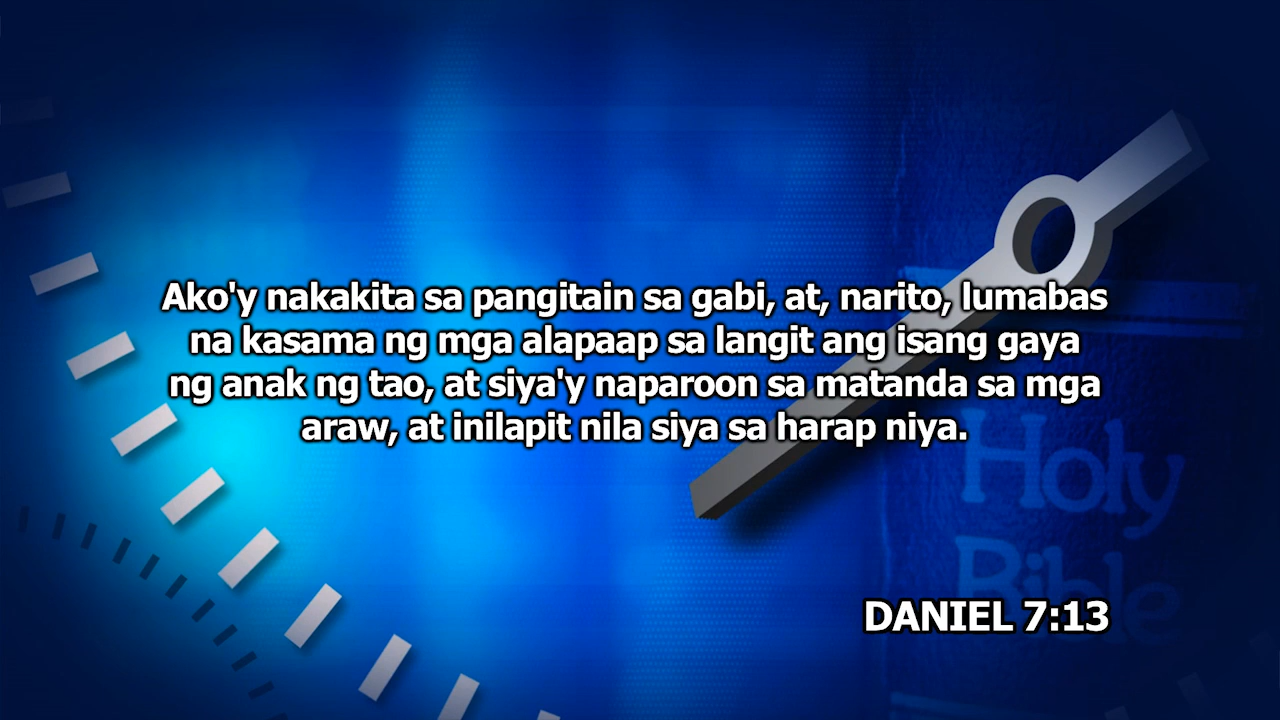 Ako'y nakakita sa pangitain sa gabi, at, narito, lumabas
na kasama ng mga alapaap sa langit ang isang gaya
ng anak ng tao, at siya'y naparoon sa matanda sa mga
araw, at inilapit nila siya sa harap niya.
Holy
Bible
DANIEL 7:13